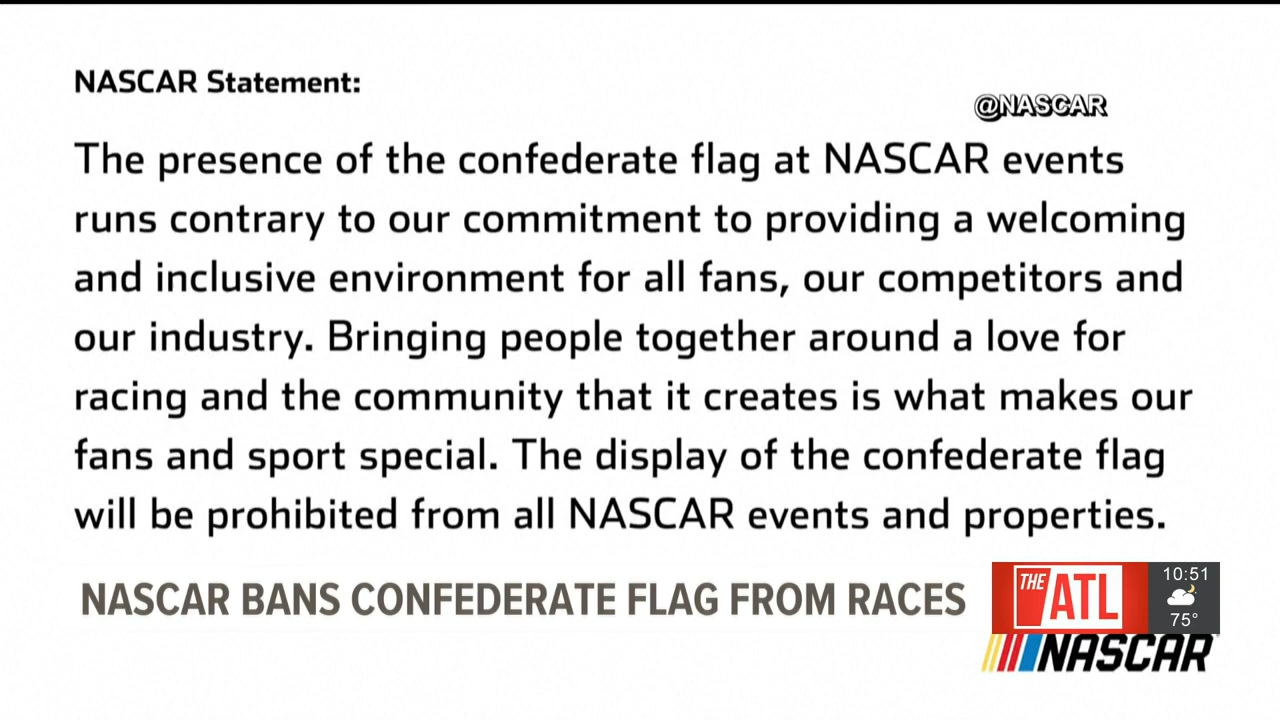 NASCAR Statement:
@NASCAR
The presence of the confederate flag at NASCAR events
runs contrary to our commitment to providing a welcoming
and inclusive environment for all fans, our competitors and
our industry. Bringing people together around a love for
racing and the community that it creates is what makes our
fans and sport special. The display of the confederate flag
will be prohibited from all NASCAR events and properties.
NASCAR BANS CONFEDERATE FLAG FROM RACES
THE ATL
10:51
75°
NASCAR